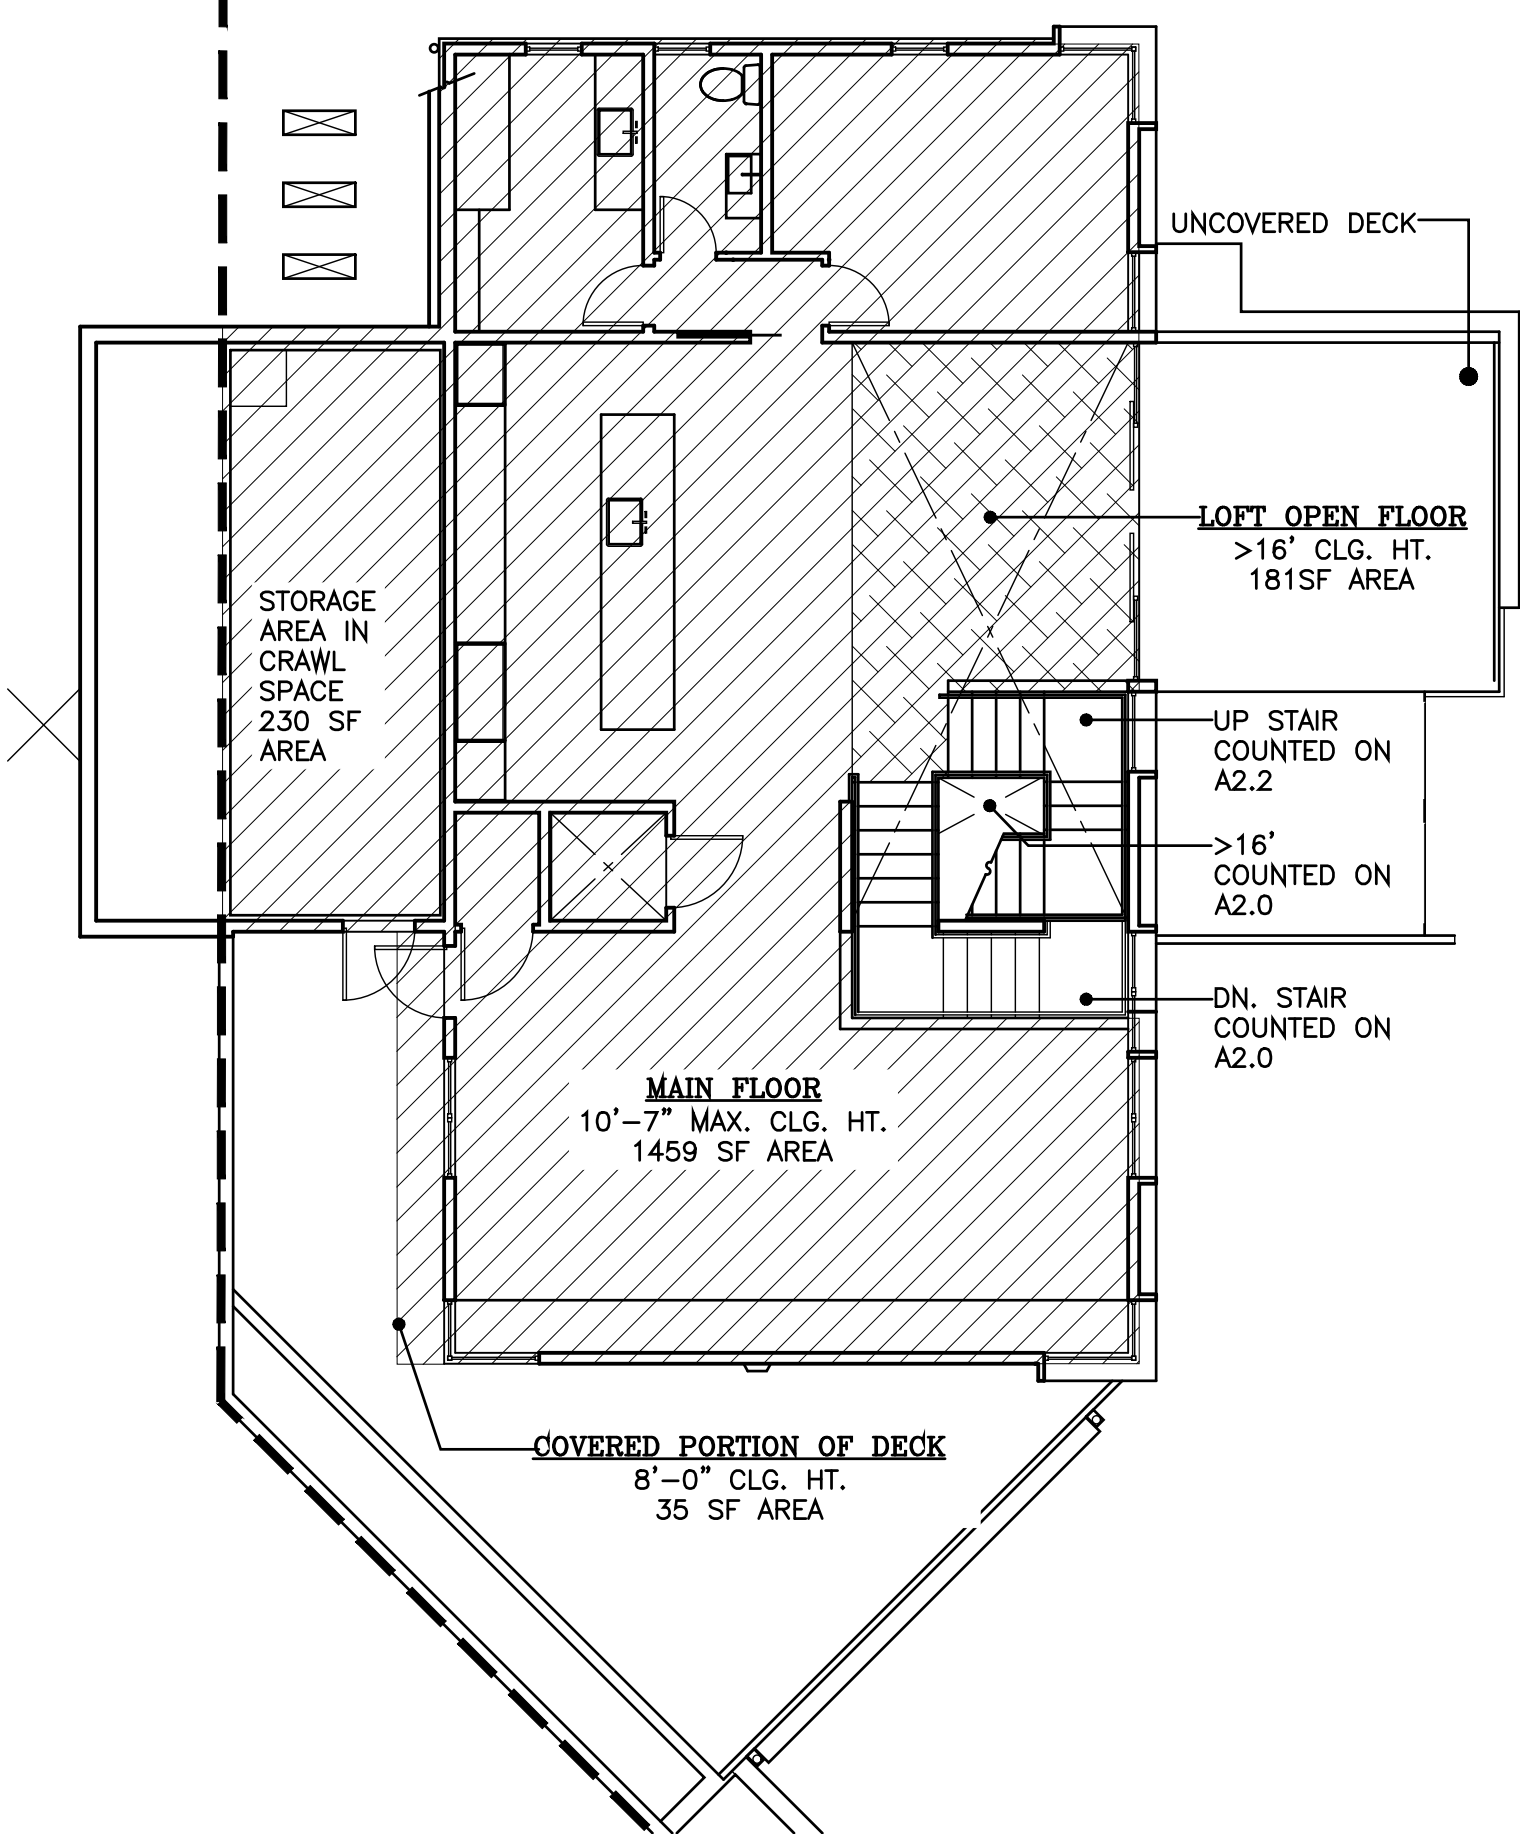 UNCOVERED DECK
LOFT OPEN FLOOR
>16' CLG. HT.
181SF AREA
STORAGE
AREA IN
CRAWL
SPACE
230 SF
AREA
UP STAIR
COUNTED ON
A2.2
>16'
COUNTED ON
A2.0
DN. STAIR
COUNTED ON
A2.0
MAIN FLOOR
10'-7" MAX. CLG. HT.
1459 SF AREA
COVERED PORTION OF DECK
8'-0" CLG. HT.
35 SF AREA